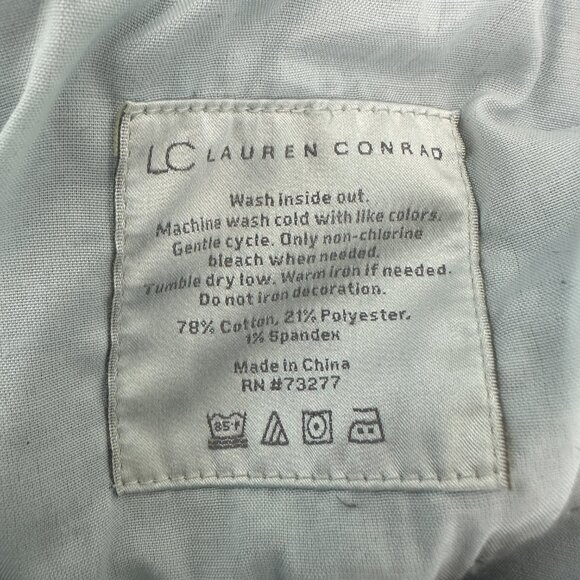 LC LAUREN CONRAD
Wash inside out.
Machine wash cold with like colors.
Gentle cycle. Only non-chlorine
bleach when needed.
Tumble dry low. Warm iron if needed.
Do not iron decoration.
78% Cotton, 21% Polyester,
1% Spandex
Made in China
RN #73277
85°F